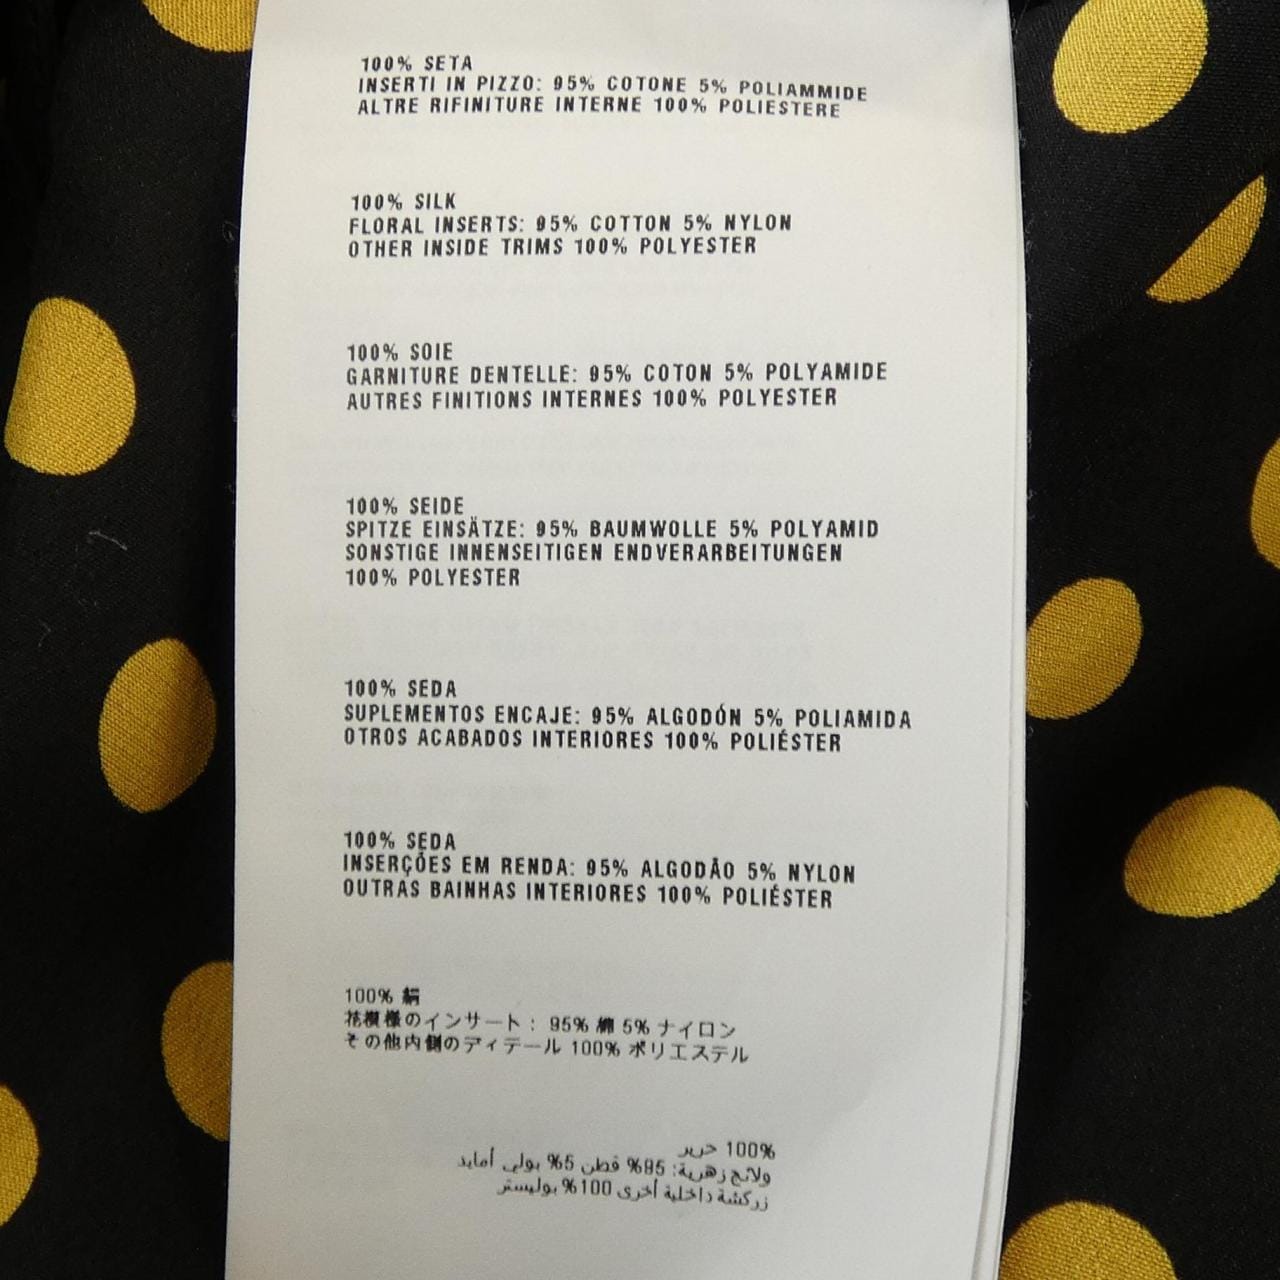 100% SETA
INSERTI IN PIZZO: 95% COTONE 5% POLIAMMIDE
ALTRE RIFINITURE INTERNE 100% POLIESTERE
100% SILK
FLORAL INSERTS: 95% COTTON 5% NYLON
OTHER INSIDE TRIMS 100% POLYESTER
100% SOIE
GARNITURE DENTELLE: 95% COTON 5% POLYAMIDE
AUTRES FINITIONS INTERNES 100% POLYESTER
100% SEIDE
SPITZE EINSÄTZE: 95% BAUMWOLLE 5% POLYAMID
SONSTIGE INNENSEITIGEN ENDVERARBEITUNGEN
100% POLYESTER
100% SEDA
SUPLEMENTOS ENCAJE: 95% ALGODÓN 5% POLIAMIDA
OTROS ACABADOS INTERIORES 100% POLIÉSTER
100% SEDA
INSERÇÕES EM RENDA: 95% ALGODÃO 5% NYLON
OUTRAS BAINHAS INTERIORES 100% POLIÉSTER
100% 絹
花模様のインサート: 95% 綿 5% ナイロン
その他内側のディテール 100% ポリエステル
100% حرير
ولائج زهرية: 95% قطن 5% بولي أمايد
زركشة داخلية أخرى 100% بوليستر